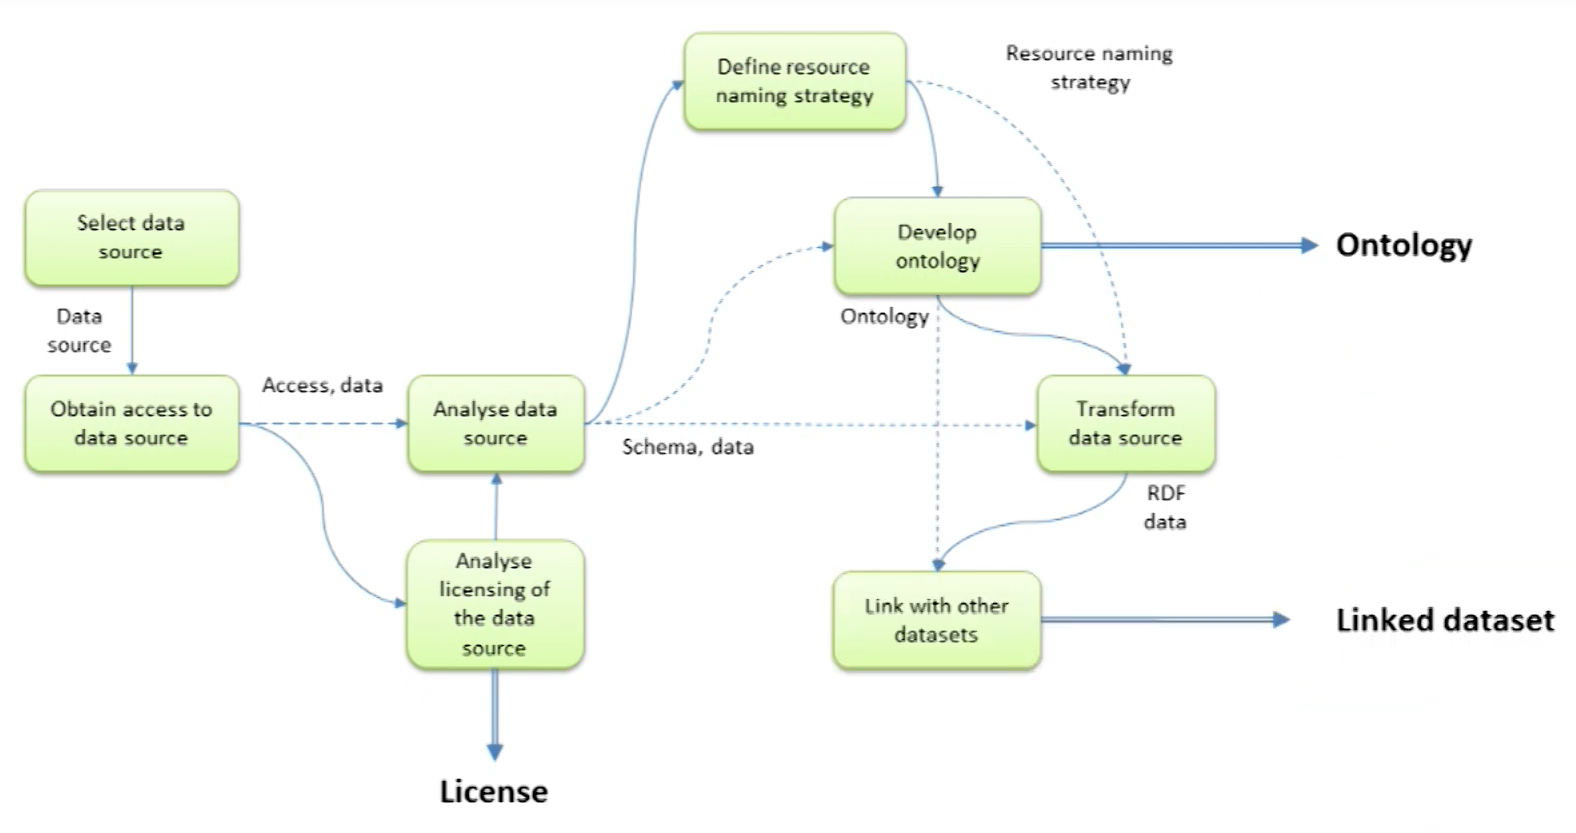 Define resource
naming strategy
Resource naming
strategy
Select data
source
Develop
ontology
Ontology
Data
source
Ontology
Obtain access to
data source
Access, data
Analyse data
source
Schema, data
Transform
data source
RDF
data
Analyse
licensing of
the data
source
Link with other
datasets
Linked dataset
License